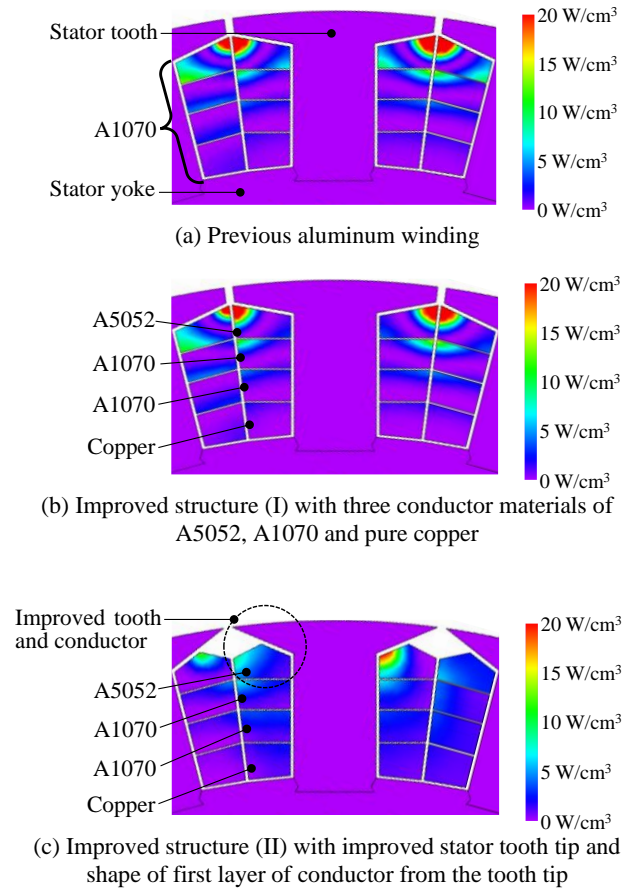 Stator tooth
A1070
Stator yoke
20 W/cm³
15 W/cm³
10 W/cm³
5 W/cm³
0 W/cm³
(a) Previous aluminum winding
A5052
A1070
A1070
Copper
20 W/cm³
15 W/cm³
10 W/cm³
5 W/cm³
0 W/cm³
(b) Improved structure (I) with three conductor materials of
A5052, A1070 and pure copper
Improved tooth
and conductor
A5052
A1070
A1070
Copper
20 W/cm³
15 W/cm³
10 W/cm³
5 W/cm³
0 W/cm³
(c) Improved structure (II) with improved stator tooth tip and
shape of first layer of conductor from the tooth tip